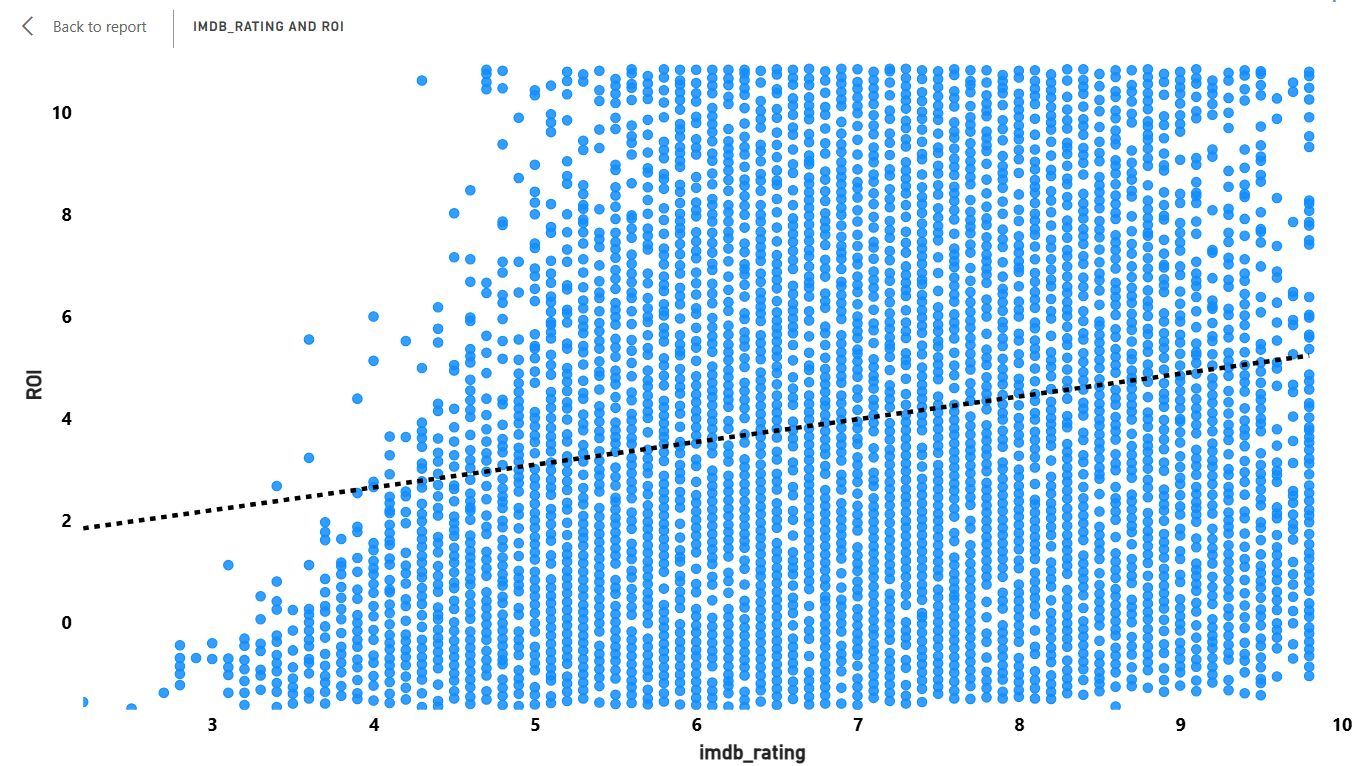 Back to report
IMDB_RATING AND ROI
10
8
6
4
2
0
ROI
3 4 5 6 7 8 9 10
imdb_rating